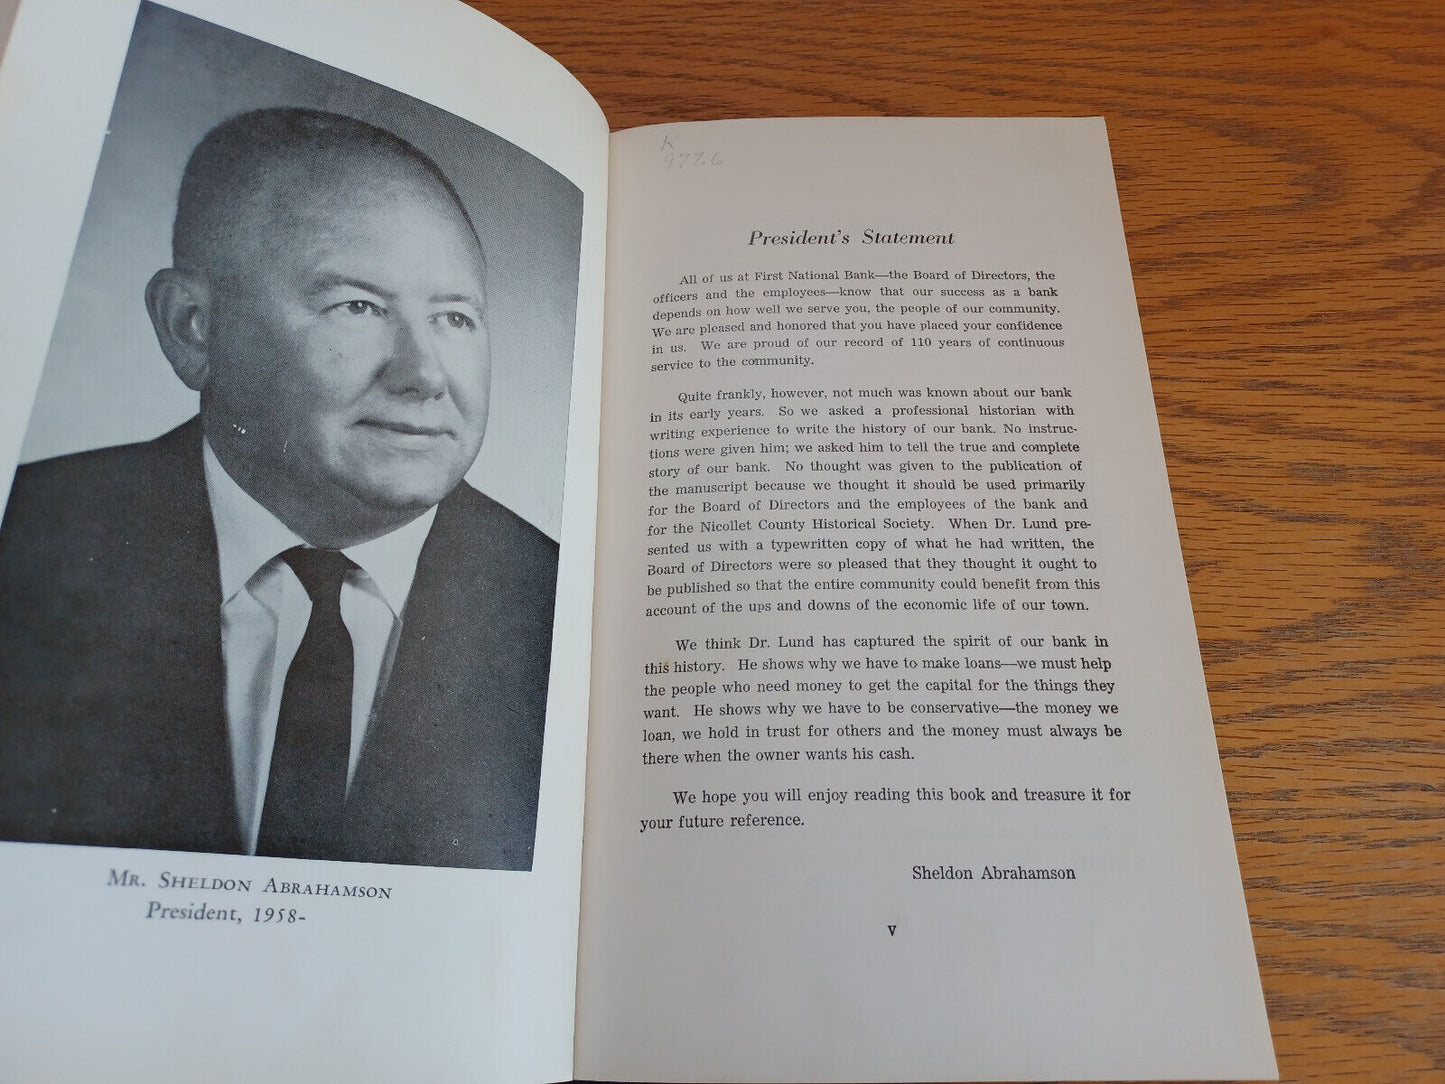 MR. SHELDON ABRAHAMSON
President, 1958-
R
977.6
President's Statement
All of us at First National Bank—the Board of Directors, the
officers and the employees—know that our success as a bank
depends on how well we serve you, the people of our community.
We are pleased and honored that you have placed your confidence
in us. We are proud of our record of 110 years of continuous
service to the community.
Quite frankly, however, not much was known about our bank
in its early years. So we asked a professional historian with
writing experience to write the history of our bank. No instruc-
tions were given him; we asked him to tell the true and complete
story of our bank. No thought was given to the publication of
the manuscript because we thought it should be used primarily
for the Board of Directors and the employees of the bank and
for the Nicollet County Historical Society. When Dr. Lund pre-
sented us with a typewritten copy of what he had written, the
Board of Directors were so pleased that they thought it ought to
be published so that the entire community could benefit from this
account of the ups and downs of the economic life of our town.
We think Dr. Lund has captured the spirit of our bank in
this history. He shows why we have to make loans—we must help
the people who need money to get the capital for the things they
want. He shows why we have to be conservative—the money we
loan, we hold in trust for others and the money must always be
there when the owner wants his cash.
We hope you will enjoy reading this book and treasure it for
your future reference.
Sheldon Abrahamson
V